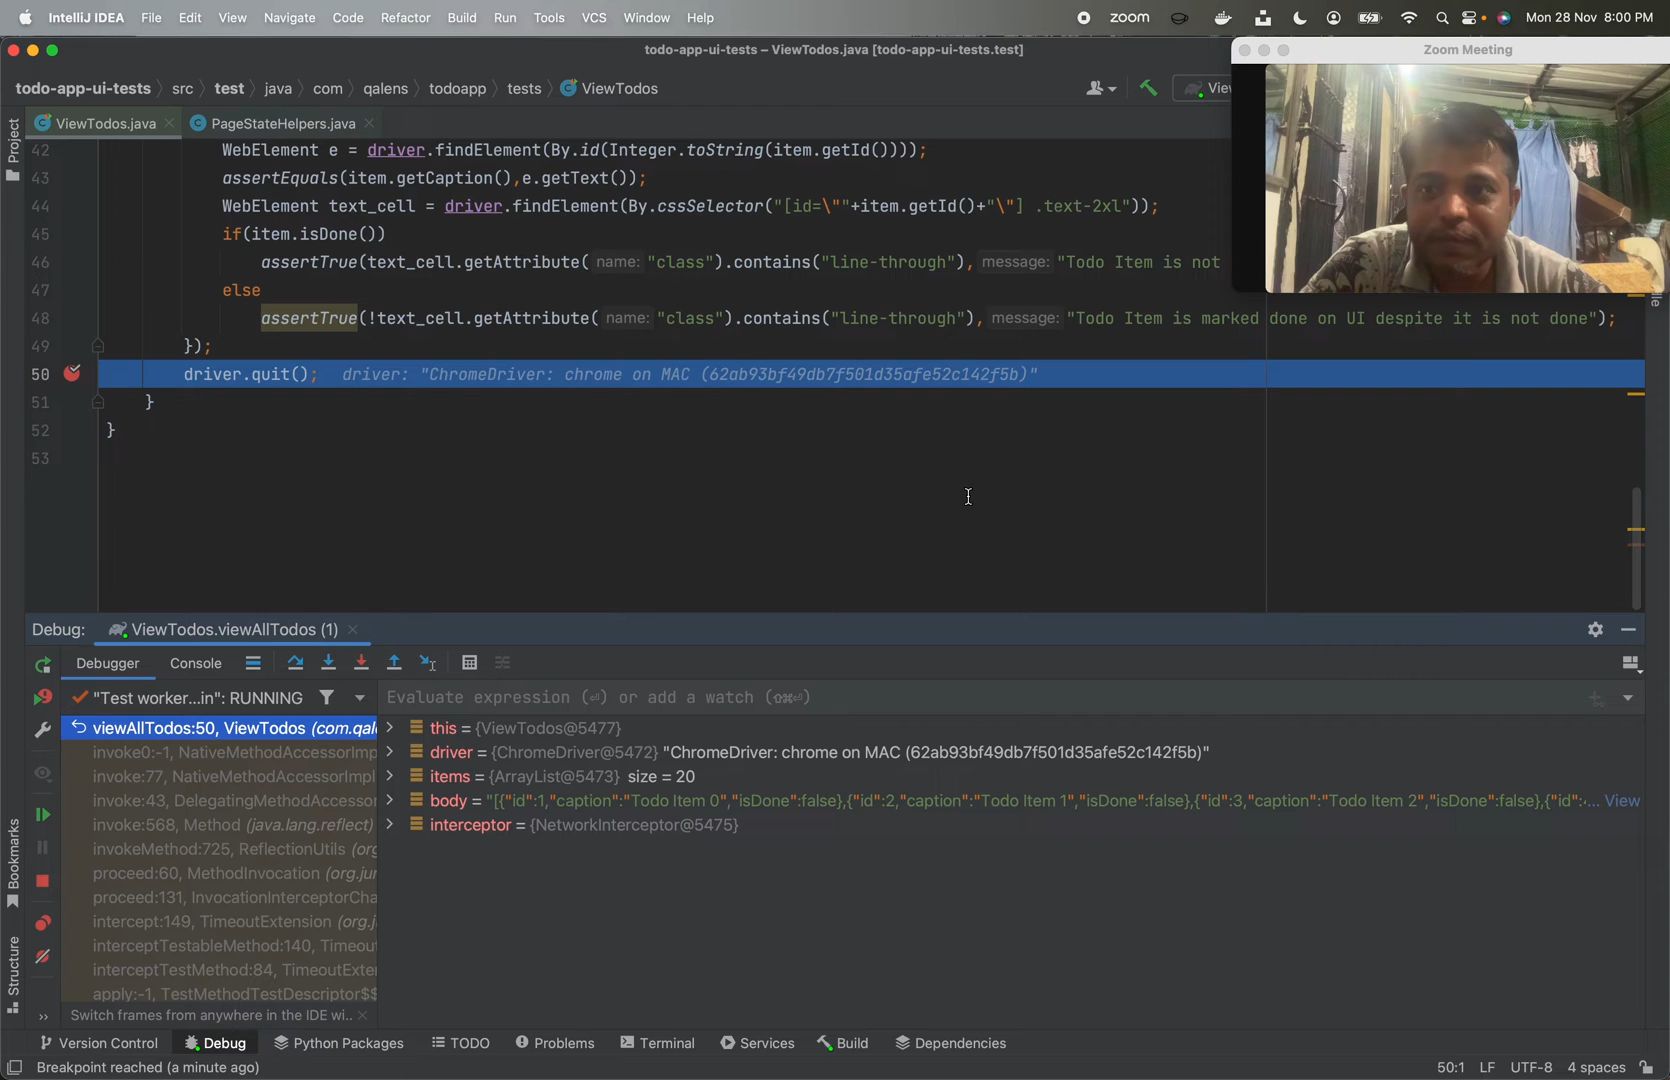 IntelliJ IDEA File Edit View Navigate Code Refactor Build Run Tools VCS Window Help zoom Mon 28 Nov 8:00 PM
todo-app-ui-tests – ViewTodos.java [todo-app-ui-tests.test]
Zoom Meeting
todo-app-ui-tests src test java com qalens todoapp tests ViewTodos
ViewTodos.java PageStateHelpers.java
Project
42 WebElement e = driver.findElement(By.id(Integer.toString(item.getId())));
43 assertEquals(item.getCaption(),e.getText());
44 WebElement text_cell = driver.findElement(By.cssSelector("[id=\""+item.getId()+"\"] .text-2xl"));
45 if(item.isDone())
46 assertTrue(text_cell.getAttribute( name: "class").contains("line-through"), message: "Todo Item is not
47 else
48 assertTrue(!text_cell.getAttribute( name: "class").contains("line-through"), message: "Todo Item is marked done on UI despite it is not done");
49 });
50 driver.quit(); driver: "ChromeDriver: chrome on MAC (62ab93bf49db7f501d35afe52c142f5b)"
51 }
52 }
53
Debug: ViewTodos.viewAllTodos (1)
Debugger Console
"Test worker...in": RUNNING
Evaluate expression (⏎) or add a watch (⇧⌘⏎)
viewAllTodos:50, ViewTodos (com.qal
invoke0:-1, NativeMethodAccessorImp
invoke:77, NativeMethodAccessorImpl
invoke:43, DelegatingMethodAccessor
invoke:568, Method (java.lang.reflect)
invokeMethod:725, ReflectionUtils (org
proceed:60, MethodInvocation (org.jur
proceed:131, InvocationInterceptorCha
intercept:149, TimeoutExtension (org.j
interceptTestableMethod:140, Timeout
interceptTestMethod:84, TimeoutExter
apply:-1, TestMethodTestDescriptor$$
Switch frames from anywhere in the IDE wi..
this = {ViewTodos@5477}
driver = {ChromeDriver@5472} "ChromeDriver: chrome on MAC (62ab93bf49db7f501d35afe52c142f5b)"
items = {ArrayList@5473} size = 20
body = "[{"id":1,"caption":"Todo Item 0","isDone":false},{"id":2,"caption":"Todo Item 1","isDone":false},{"id":3,"caption":"Todo Item 2","isDone":false},{"id":... View
interceptor = {NetworkInterceptor@5475}
Bookmarks
Structure
Version Control Debug Python Packages TODO Problems Terminal Services Build Dependencies
Breakpoint reached (a minute ago)
50:1 LF UTF-8 4 spaces